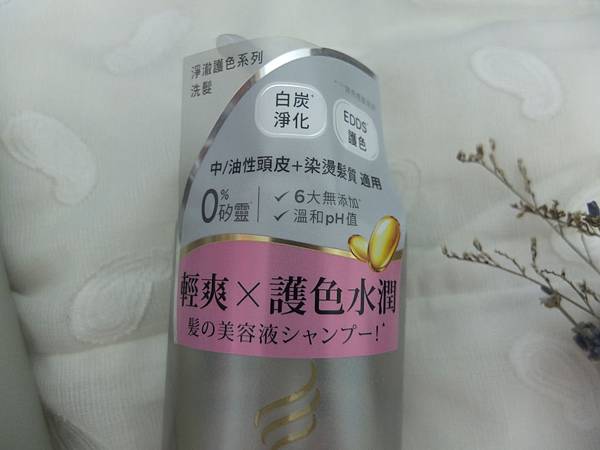 淨澈護色系列
洗髮
白炭*
淨化
EDDS*
護色
中/油性頭皮+染燙髮質 適用
0%
矽靈*
✓ 6大無添加*
✓ 溫和pH值
輕爽×護色水潤
髮の美容液シャンプー!*